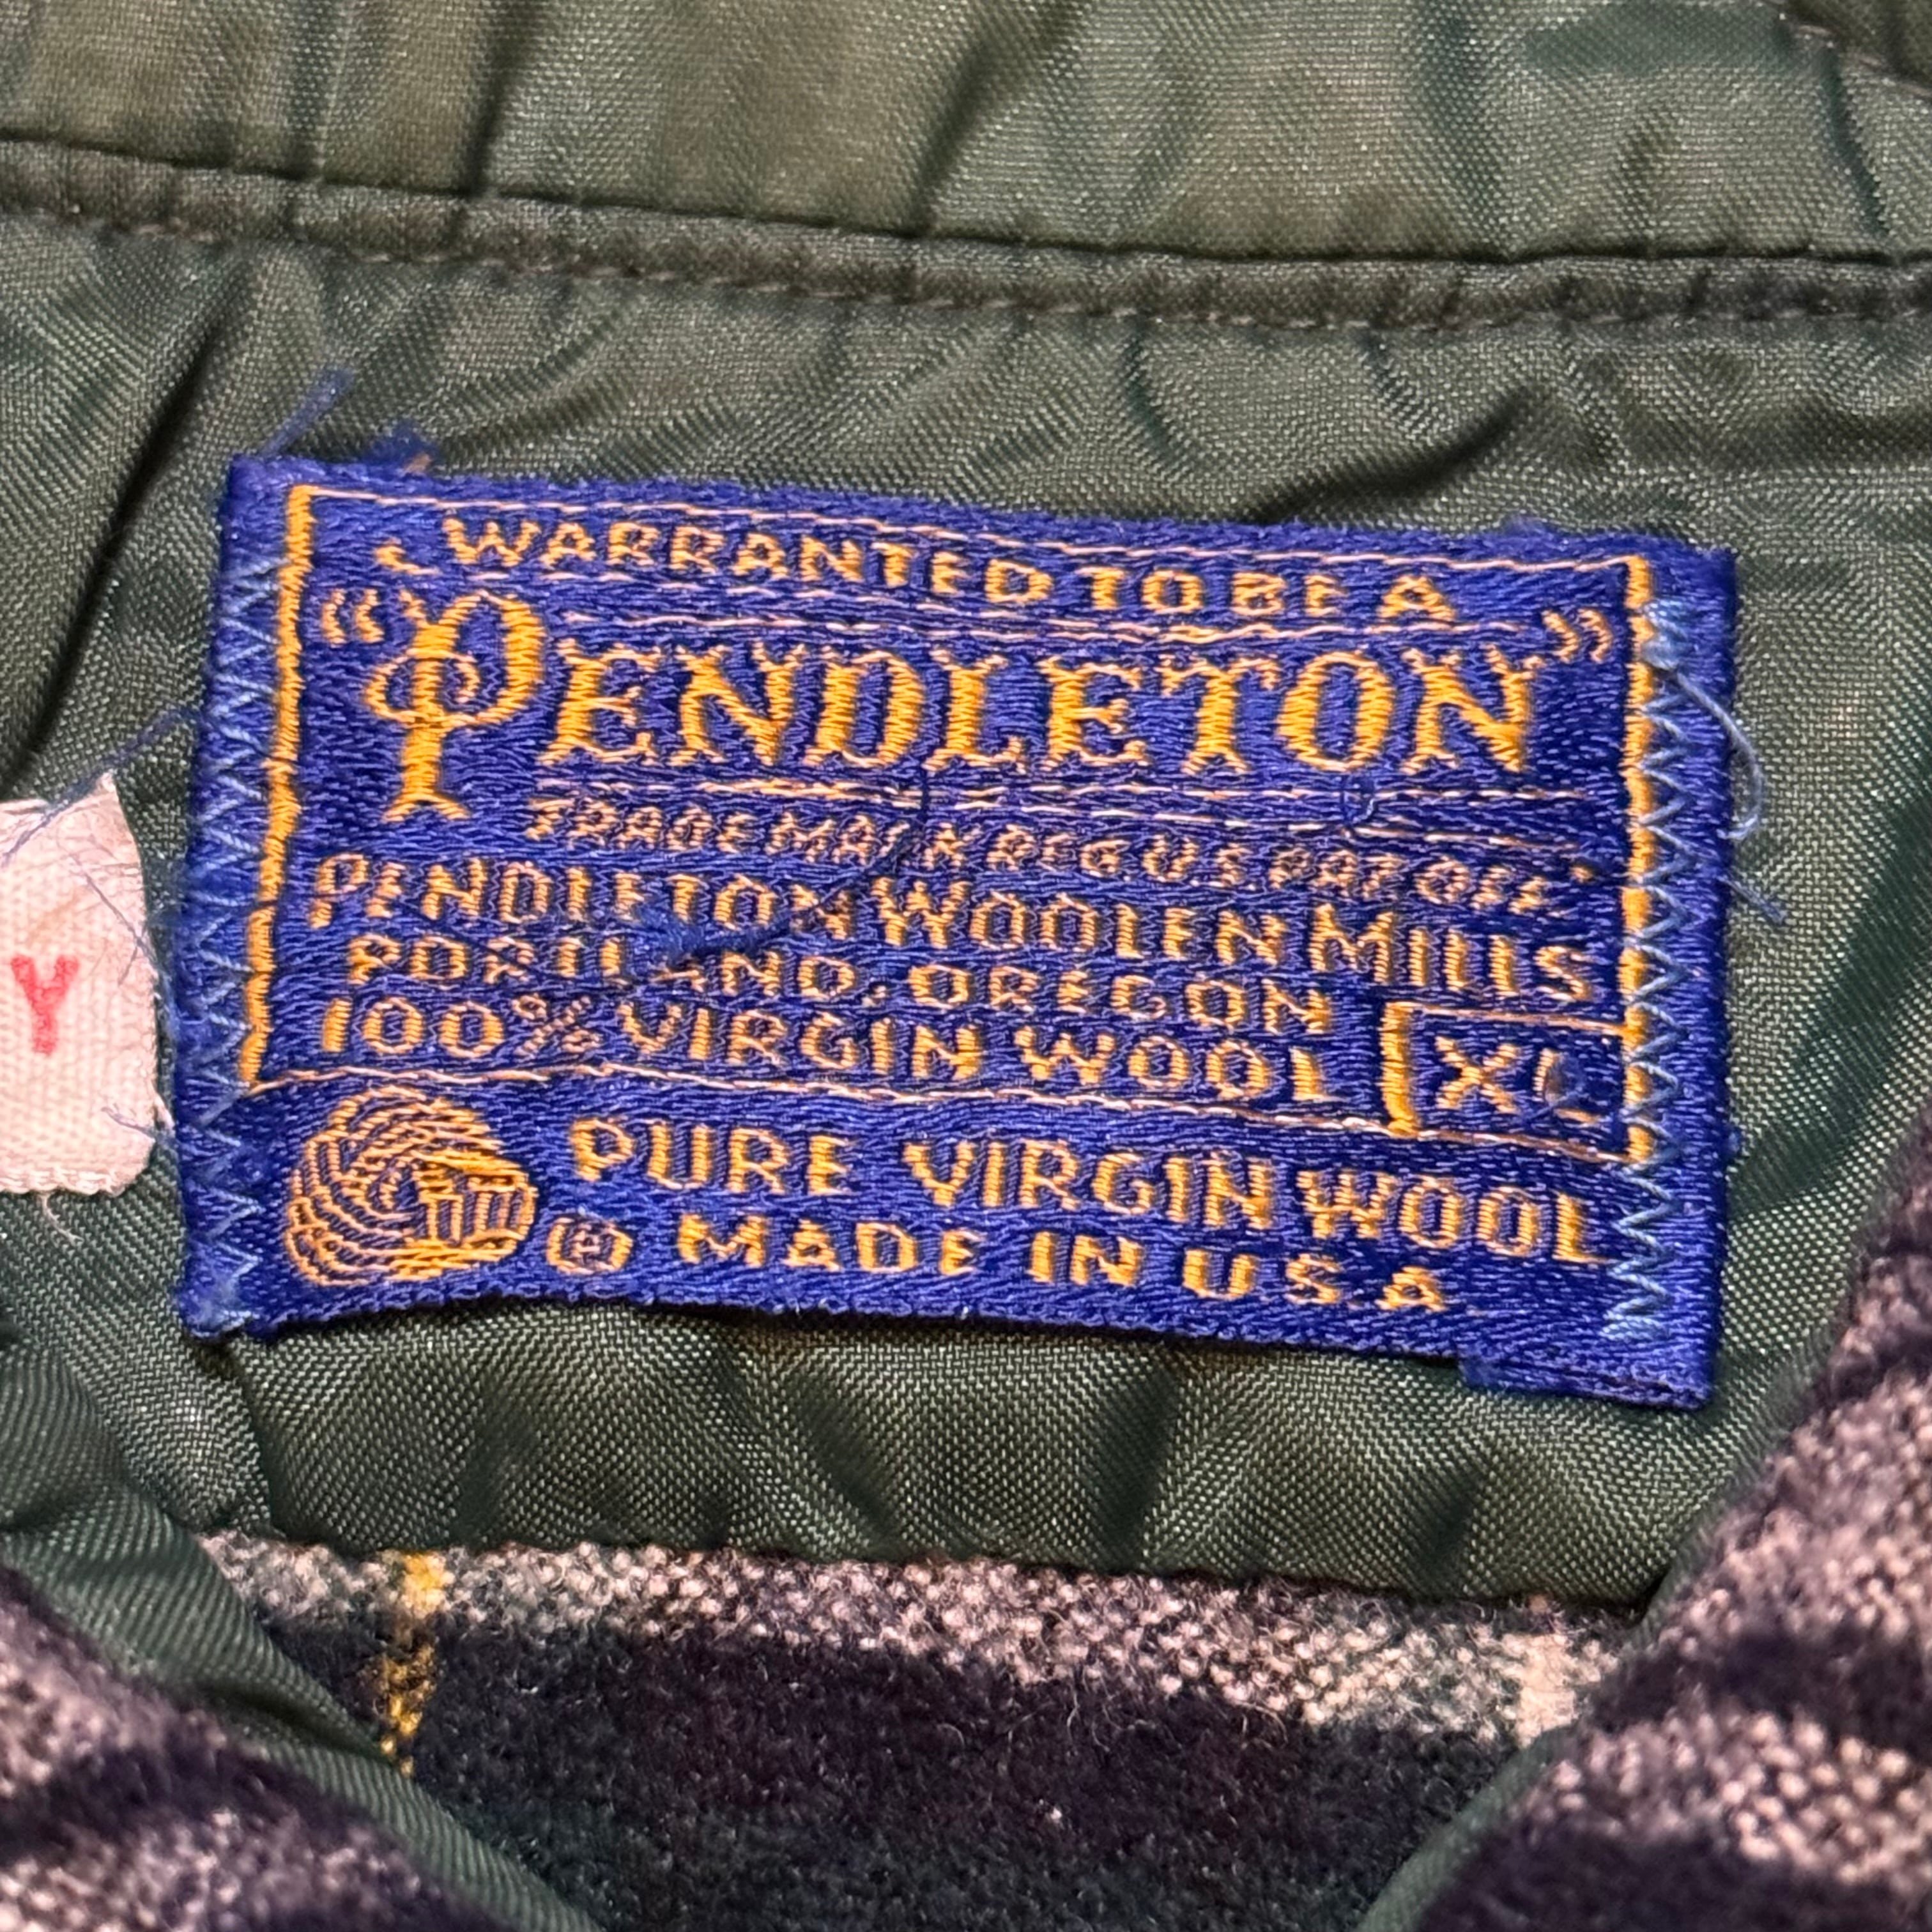 WARRANTED TO BE A
"PENDLETON"
TRADE MARK REG. U.S. PAT. OFF.
PENDLETON WOOLEN MILLS
PORTLAND, OREGON
100% VIRGIN WOOL XL
PURE VIRGIN WOOL
® MADE IN U.S.A
Y